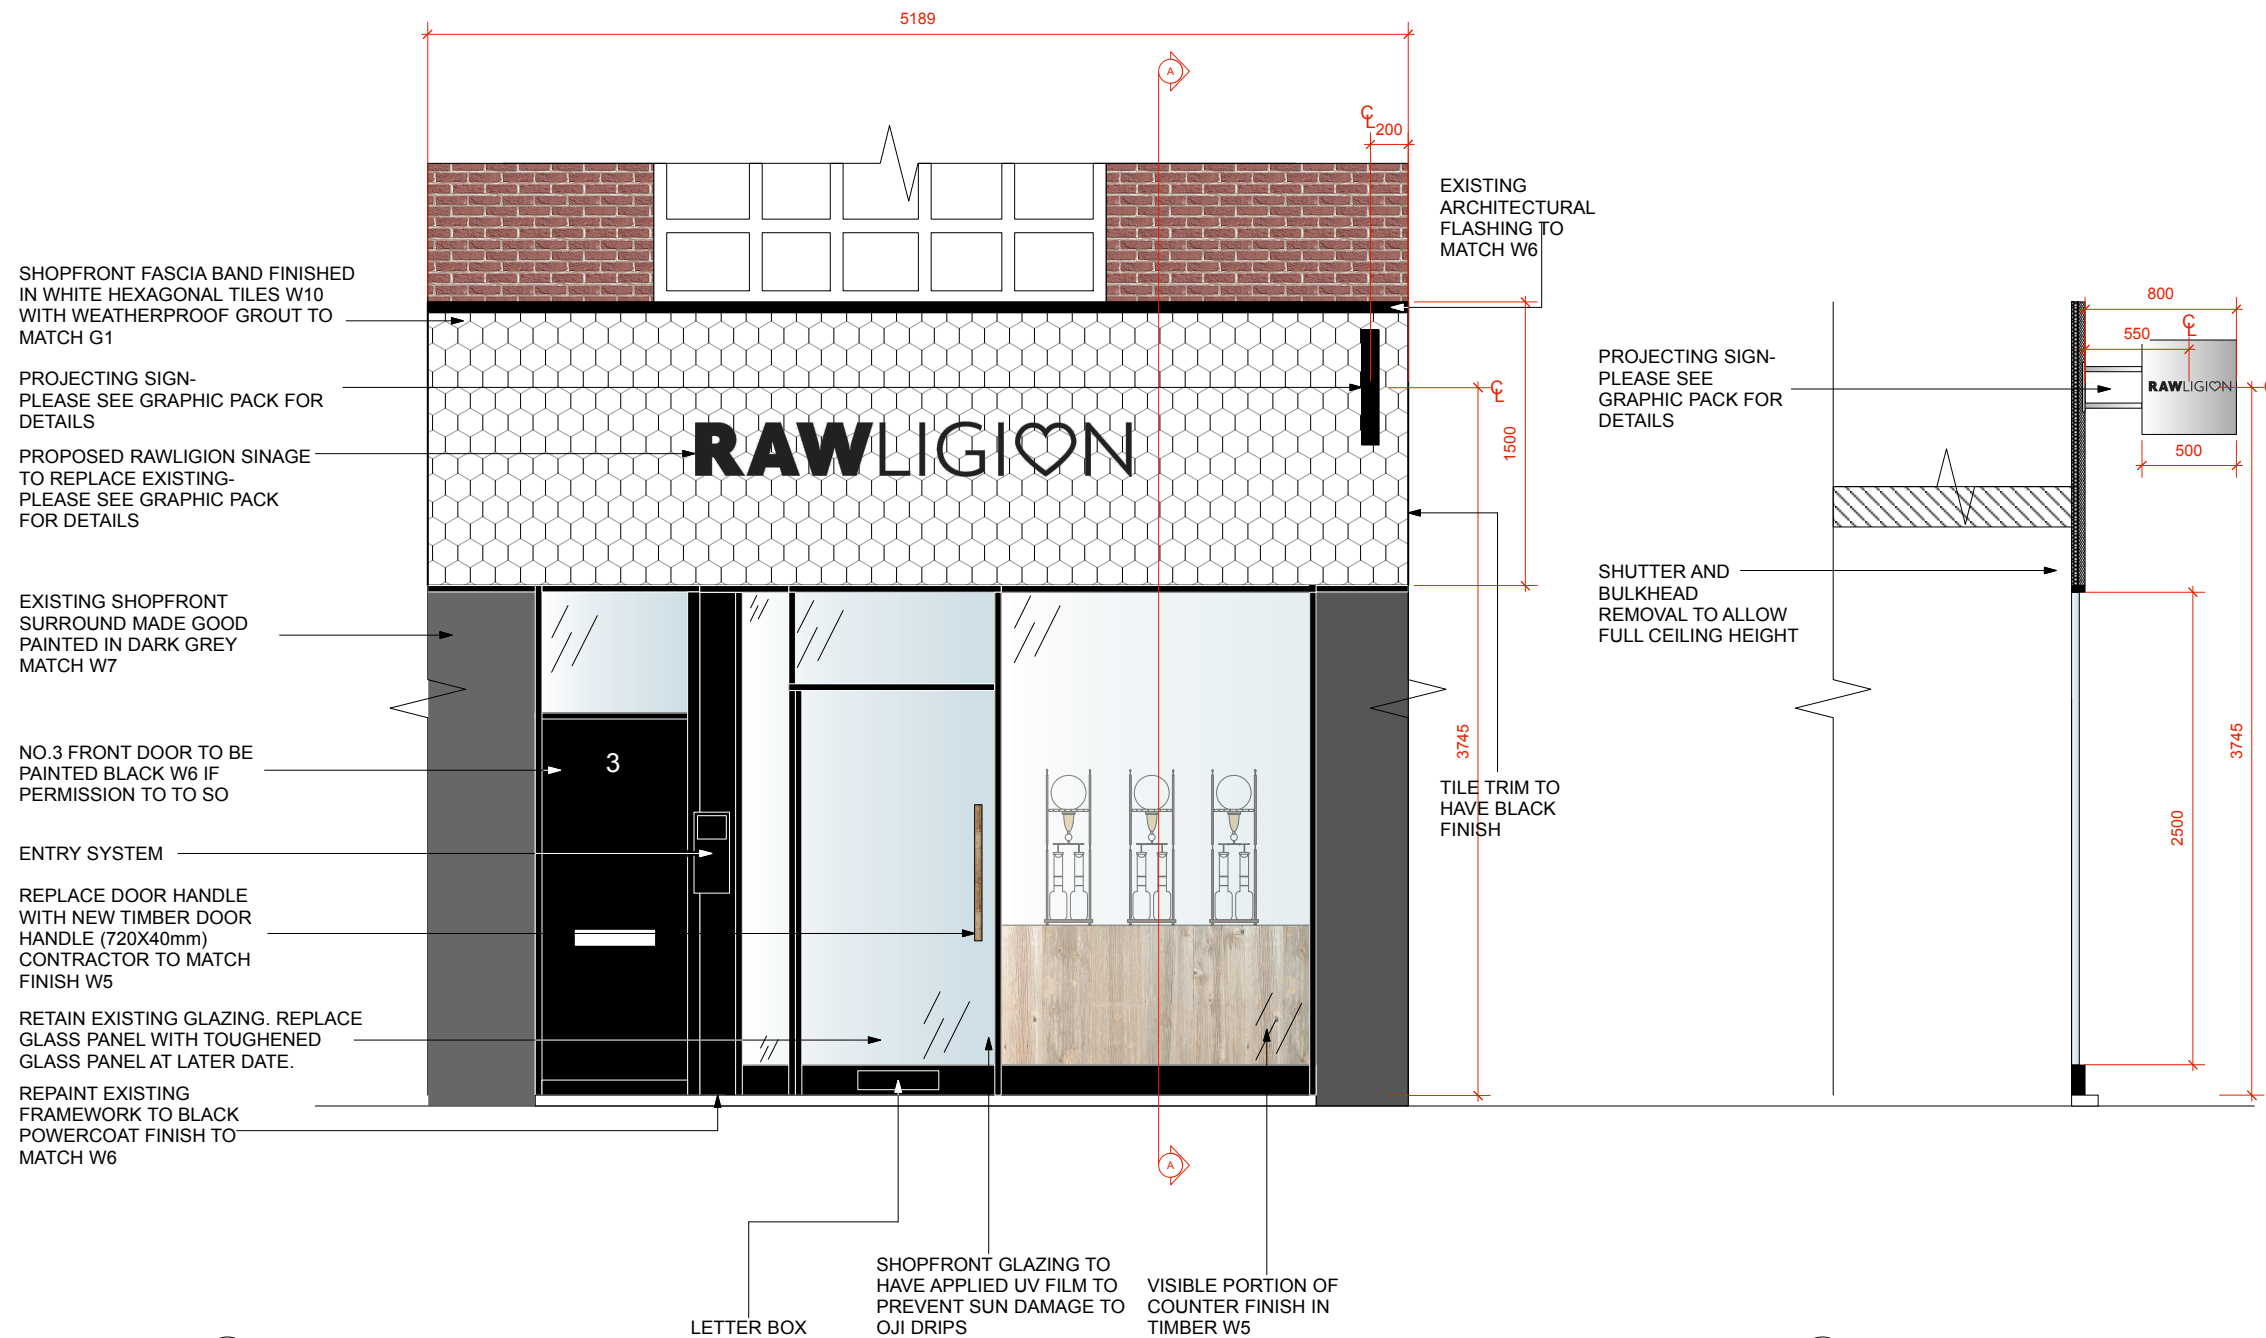 5189
A
CL
200
EXISTING
ARCHITECTURAL
FLASHING TO
MATCH W6
SHOPFRONT FASCIA BAND FINISHED
IN WHITE HEXAGONAL TILES W10
WITH WEATHERPROOF GROUT TO
MATCH G1
PROJECTING SIGN-
PLEASE SEE GRAPHIC PACK FOR
DETAILS
PROPOSED RAWLIGION SINAGE
TO REPLACE EXISTING-
PLEASE SEE GRAPHIC PACK
FOR DETAILS
EXISTING SHOPFRONT
SURROUND MADE GOOD
PAINTED IN DARK GREY
MATCH W7
NO.3 FRONT DOOR TO BE
PAINTED BLACK W6 IF
PERMISSION TO TO SO
ENTRY SYSTEM
REPLACE DOOR HANDLE
WITH NEW TIMBER DOOR
HANDLE (720X40mm)
CONTRACTOR TO MATCH
FINISH W5
RETAIN EXISTING GLAZING. REPLACE
GLASS PANEL WITH TOUGHENED
GLASS PANEL AT LATER DATE.
REPAINT EXISTING
FRAMEWORK TO BLACK
POWERCOAT FINISH TO
MATCH W6
RAWLIGION
3
CL
1500
3745
TILE TRIM TO
HAVE BLACK
FINISH
A
LETTER BOX
SHOPFRONT GLAZING TO
HAVE APPLIED UV FILM TO
PREVENT SUN DAMAGE TO
OJI DRIPS
VISIBLE PORTION OF
COUNTER FINISH IN
TIMBER W5
PROJECTING SIGN-
PLEASE SEE
GRAPHIC PACK FOR
DETAILS
SHUTTER AND
BULKHEAD
REMOVAL TO ALLOW
FULL CEILING HEIGHT
800
550
CL
RAWLIGION
500
2500
3745